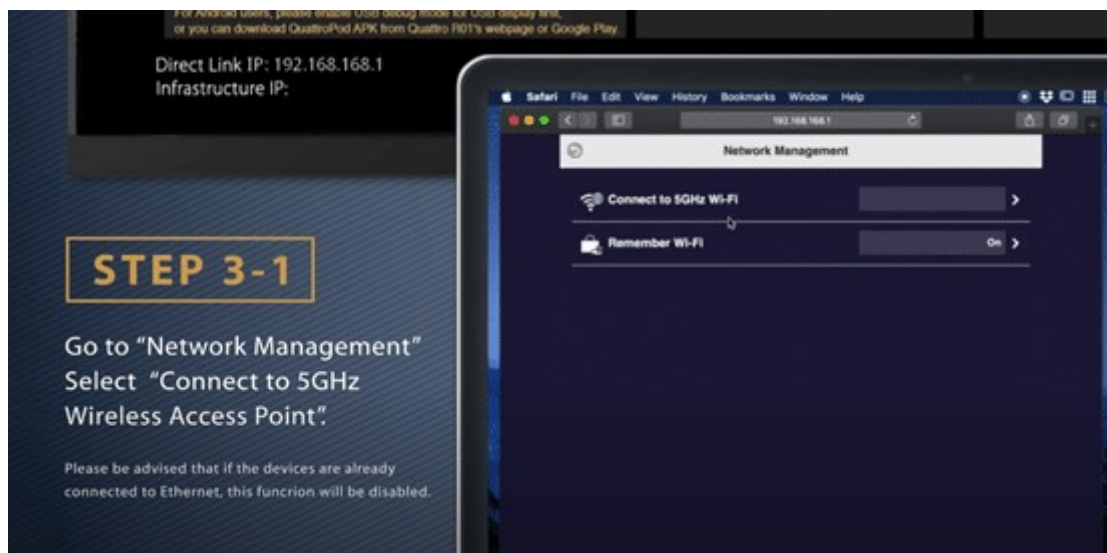 For Android users, please enable USB debug mode for USB display first,
or you can download QuattroPod APK from Quattro R01's webpage or Google Play.
Direct Link IP: 192.168.168.1
Infrastructure IP:
Safari File Edit View History Bookmarks Window Help
192.168.168.1
Network Management
Connect to 5GHz Wi-Fi
Remember Wi-Fi
On
STEP 3-1
Go to “Network Management”
Select “Connect to 5GHz
Wireless Access Point”.
Please be advised that if the devices are already
connected to Ethernet, this funcrion will be disabled.